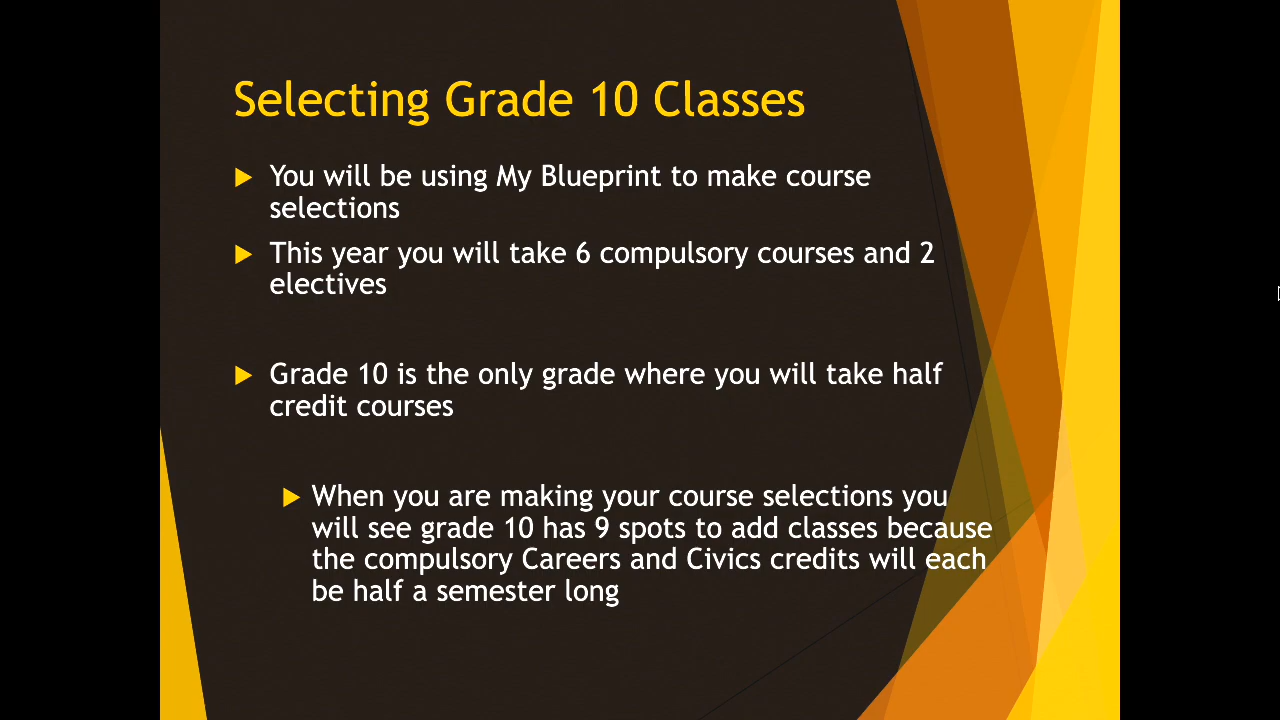 Selecting Grade 10 Classes
You will be using My Blueprint to make course
selections
This year you will take 6 compulsory courses and 2
electives
Grade 10 is the only grade where you will take half
credit courses
When you are making your course selections you
will see grade 10 has 9 spots to add classes because
the compulsory Careers and Civics credits will each
be half a semester long